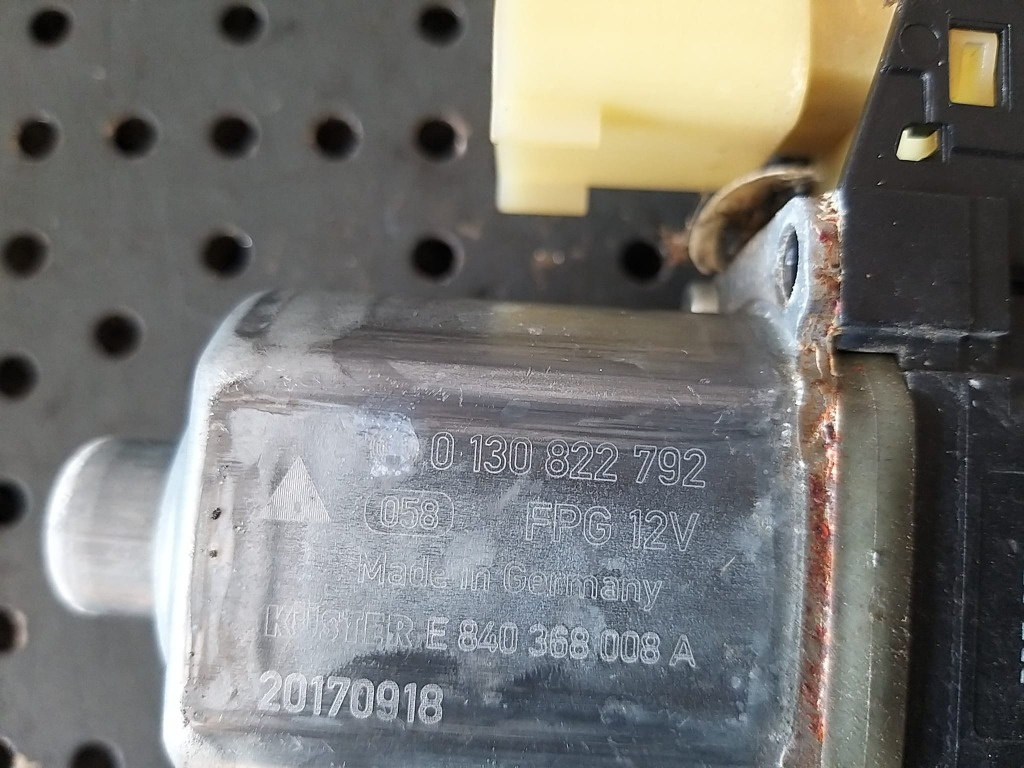 0 130 822 792
058 FPG 12V
Made in Germany
KÜSTER E 840 368 008 A
20170918